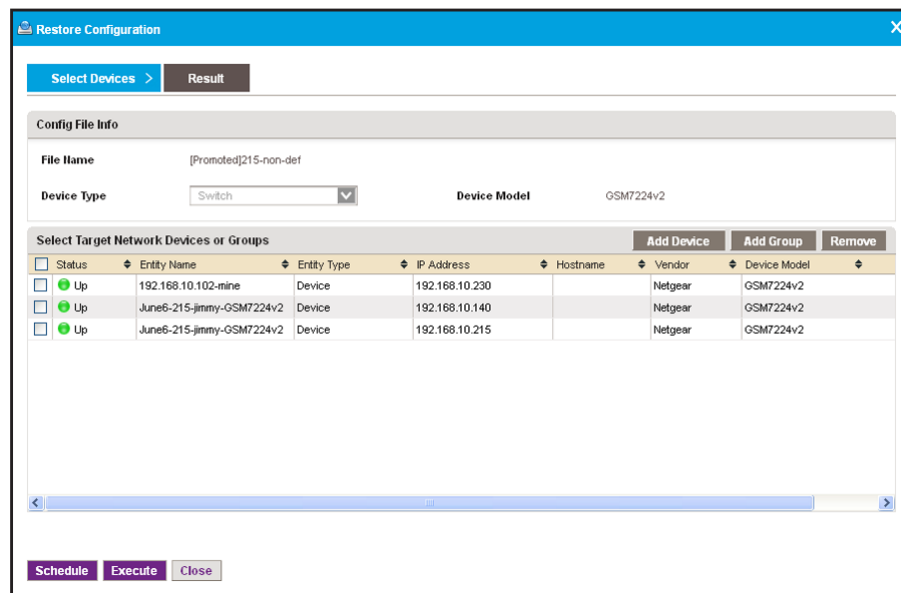 Restore Configuration X
Select Devices > Result
Config File Info
File Name [Promoted]215-non-def
Device Type Switch Device Model GSM7224v2
Select Target Network Devices or Groups Add Device Add Group Remove
Status Entity Name Entity Type IP Address Hostname Vendor Device Model
Up 192.168.10.102-mine Device 192.168.10.230 Netgear GSM7224v2
Up June6-215-jimmy-GSM7224v2 Device 192.168.10.140 Netgear GSM7224v2
Up June6-215-jimmy-GSM7224v2 Device 192.168.10.215 Netgear GSM7224v2
Schedule Execute Close